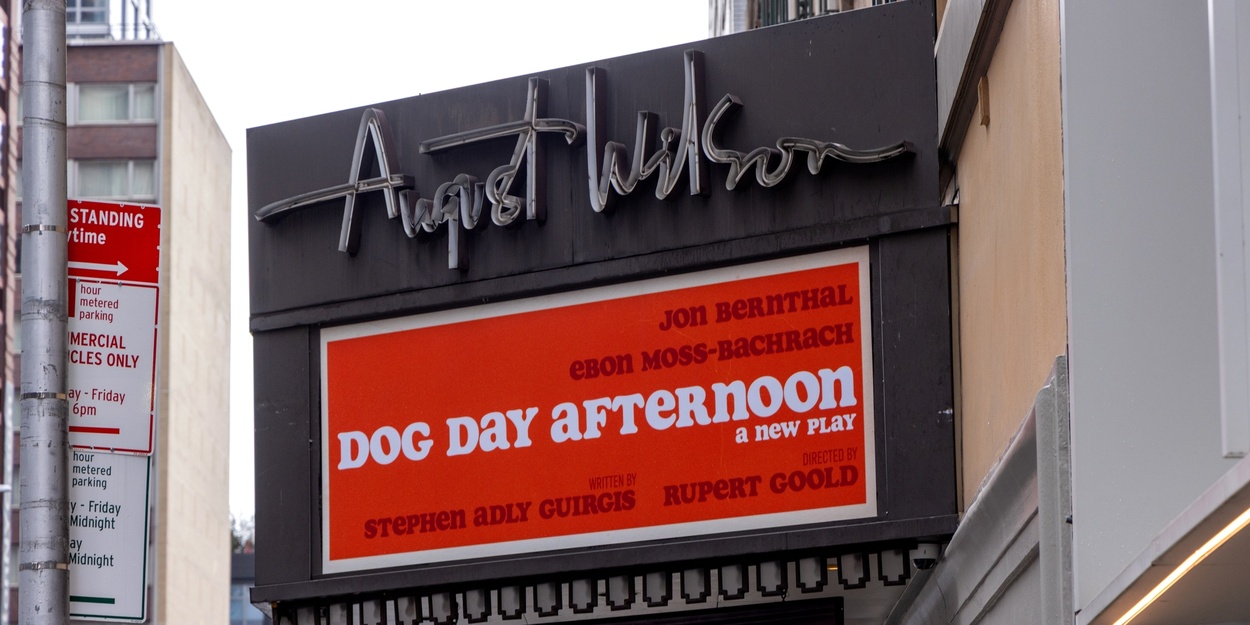 August Wilson
JON BERNTHAL
EBON MOSS-BACHRACH
DOG DAY AFTERNOON
a new PLAY
WRITTEN BY
STEPHEN ADLY GUIRGIS
DIRECTED BY
RUPERT GOOLD
STANDING
ytime
hour
metered
parking
MERCIAL
CLES ONLY
ay - Friday
6pm
hour
metered
parking
y - Friday
Midnight
ay
Midnight